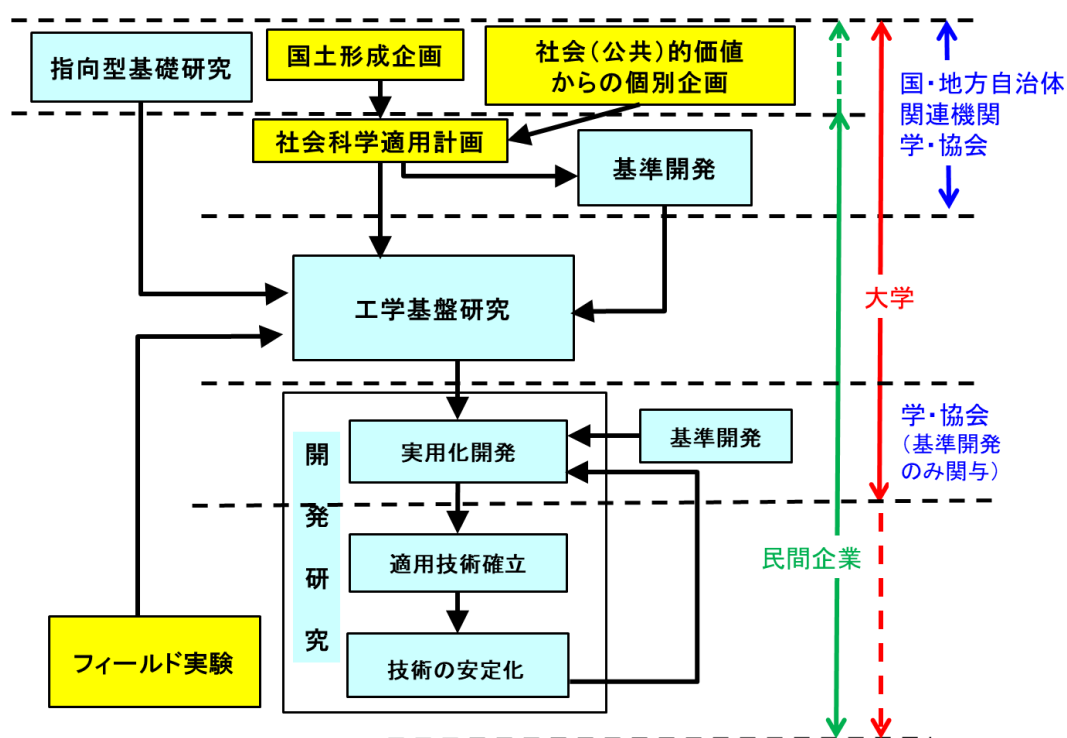 指向型基礎研究
国土形成企画
社会(公共)的価値
からの個別企画
国・地方自治体
関連機関
学・協会
社会科学適用計画
基準開発
工学基盤研究
大学
開発研究
実用化開発
基準開発
学・協会
(基準開発
のみ関与)
適用技術確立
民間企業
フィールド実験
技術の安定化